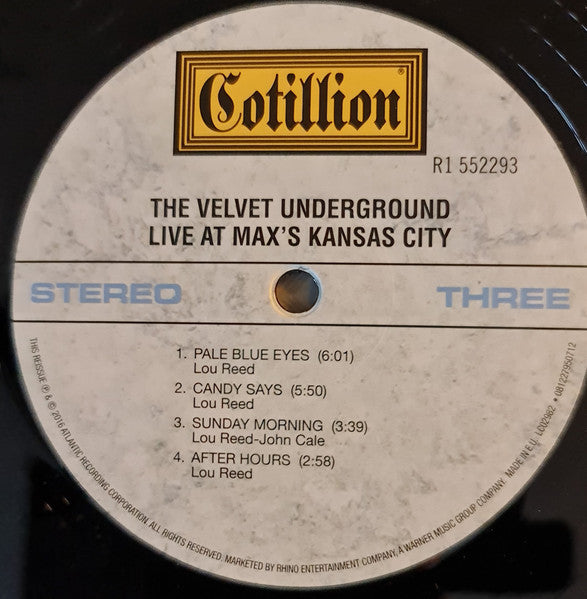 Cotillion®
R1 552293
THE VELVET UNDERGROUND
LIVE AT MAX'S KANSAS CITY
STEREO
THREE
1. PALE BLUE EYES (6:01)
Lou Reed
2. CANDY SAYS (5:50)
Lou Reed
3. SUNDAY MORNING (3:39)
Lou Reed-John Cale
4. AFTER HOURS (2:58)
Lou Reed
THIS REISSUE ℗ & © 2016 ATLANTIC RECORDING CORPORATION. ALL RIGHTS RESERVED. MARKETED BY RHINO ENTERTAINMENT COMPANY, A WARNER MUSIC GROUP COMPANY. MADE IN E.U. LC02982 • 081227950712